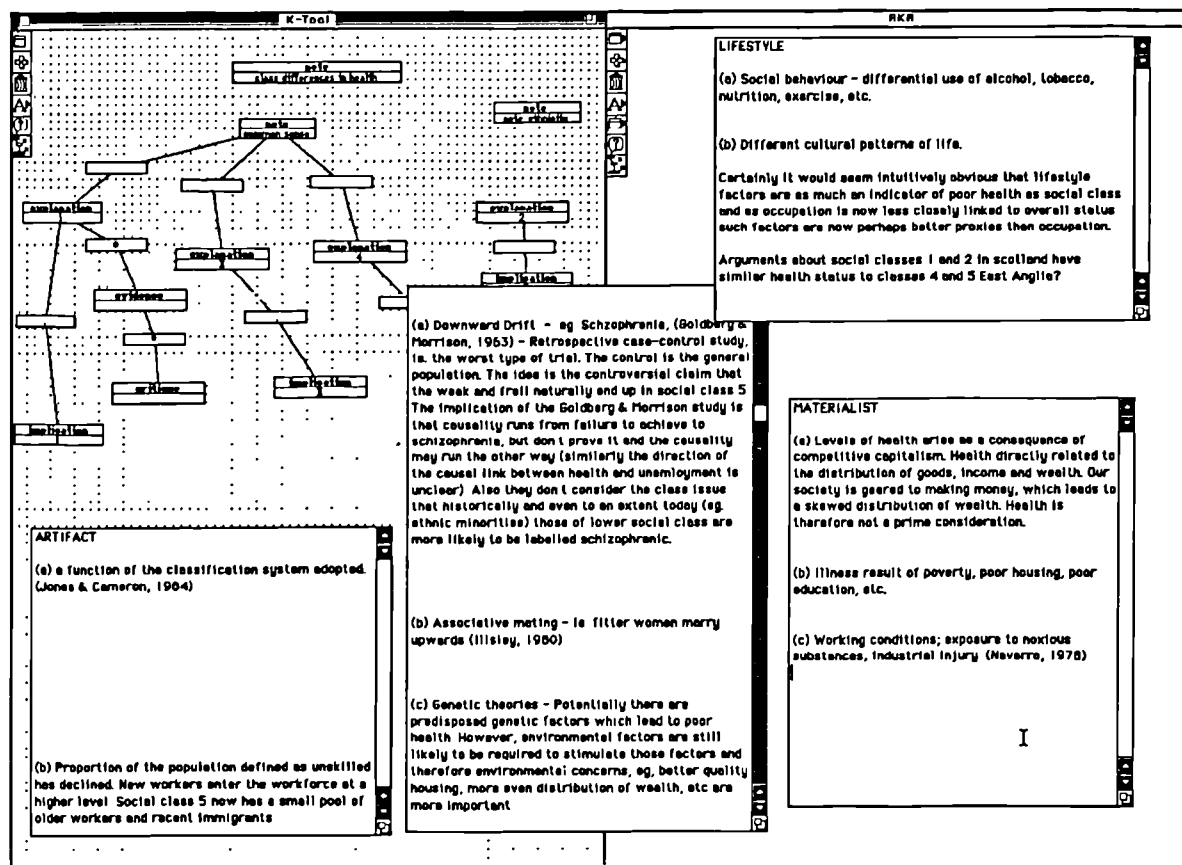 K-Tool
AKA
note
class differences in health
note
note
common sense
explanation
explanation
2
explanation
explanation
4
evidence
implication
implication
implication
LIFESTYLE
(a) Social behaviour - differential use of alcohol, tobacco,
nutrition, exercise, etc.
(b) Different cultural patterns of life.
Certainly it would seem intuitively obvious that lifestyle
factors are as much an indicator of poor health as social class
and as occupation is now less closely linked to overall status
such factors are now perhaps better proxies than occupation.
Arguments about social classes 1 and 2 in scotland have
similar health status to classes 4 and 5 East Anglia?
(a) Downward Drift - eg Schzophrenia, (Goldberg &
Morrison, 1963) - Retrospective case-control study,
ie. the worst type of trial. The control is the general
population. The idea is the controversial claim that
the weak and frail naturally end up in social class 5
The implication of the Goldberg & Morrison study is
that causality runs from failure to achieve to
schizophrenia, but don't prove it and the causality
may run the other way (similarly the direction of
the causal link between health and unemployment is
unclear) Also they don't consider the class issue
that historically and even to an extent today (eg.
ethnic minorities) those of lower social class are
more likely to be labelled schizophrenic.
(b) Associative mating - ie fitter women marry
upwards (Illsley, 1980)
(c) Genetic theories - Potentially there are
predisposed genetic factors which lead to poor
health However, environmental factors are still
likely to be required to stimulate those factors and
therefore environmental concerns, eg, better quality
housing, more even distribution of wealth, etc are
more important
MATERIALIST
(a) Levels of health arise as a consequence of
competitive capitalism. Health directly related to
the distribution of goods, income and wealth. Our
society is geared to making money, which leads to
a skewed distribution of wealth. Health is
therefore not a prime consideration.
(b) Illness result of poverty, poor housing, poor
education, etc.
(c) Working conditions; exposure to noxious
substances, industrial injury (Navarro, 1978)
ARTIFACT
(a) a function of the classification system adopted.
(Jones & Cameron, 1984)
(b) Proportion of the population defined as unskilled
has declined. New workers enter the workforce at a
higher level Social class 5 now has a small pool of
older workers and recent immigrants